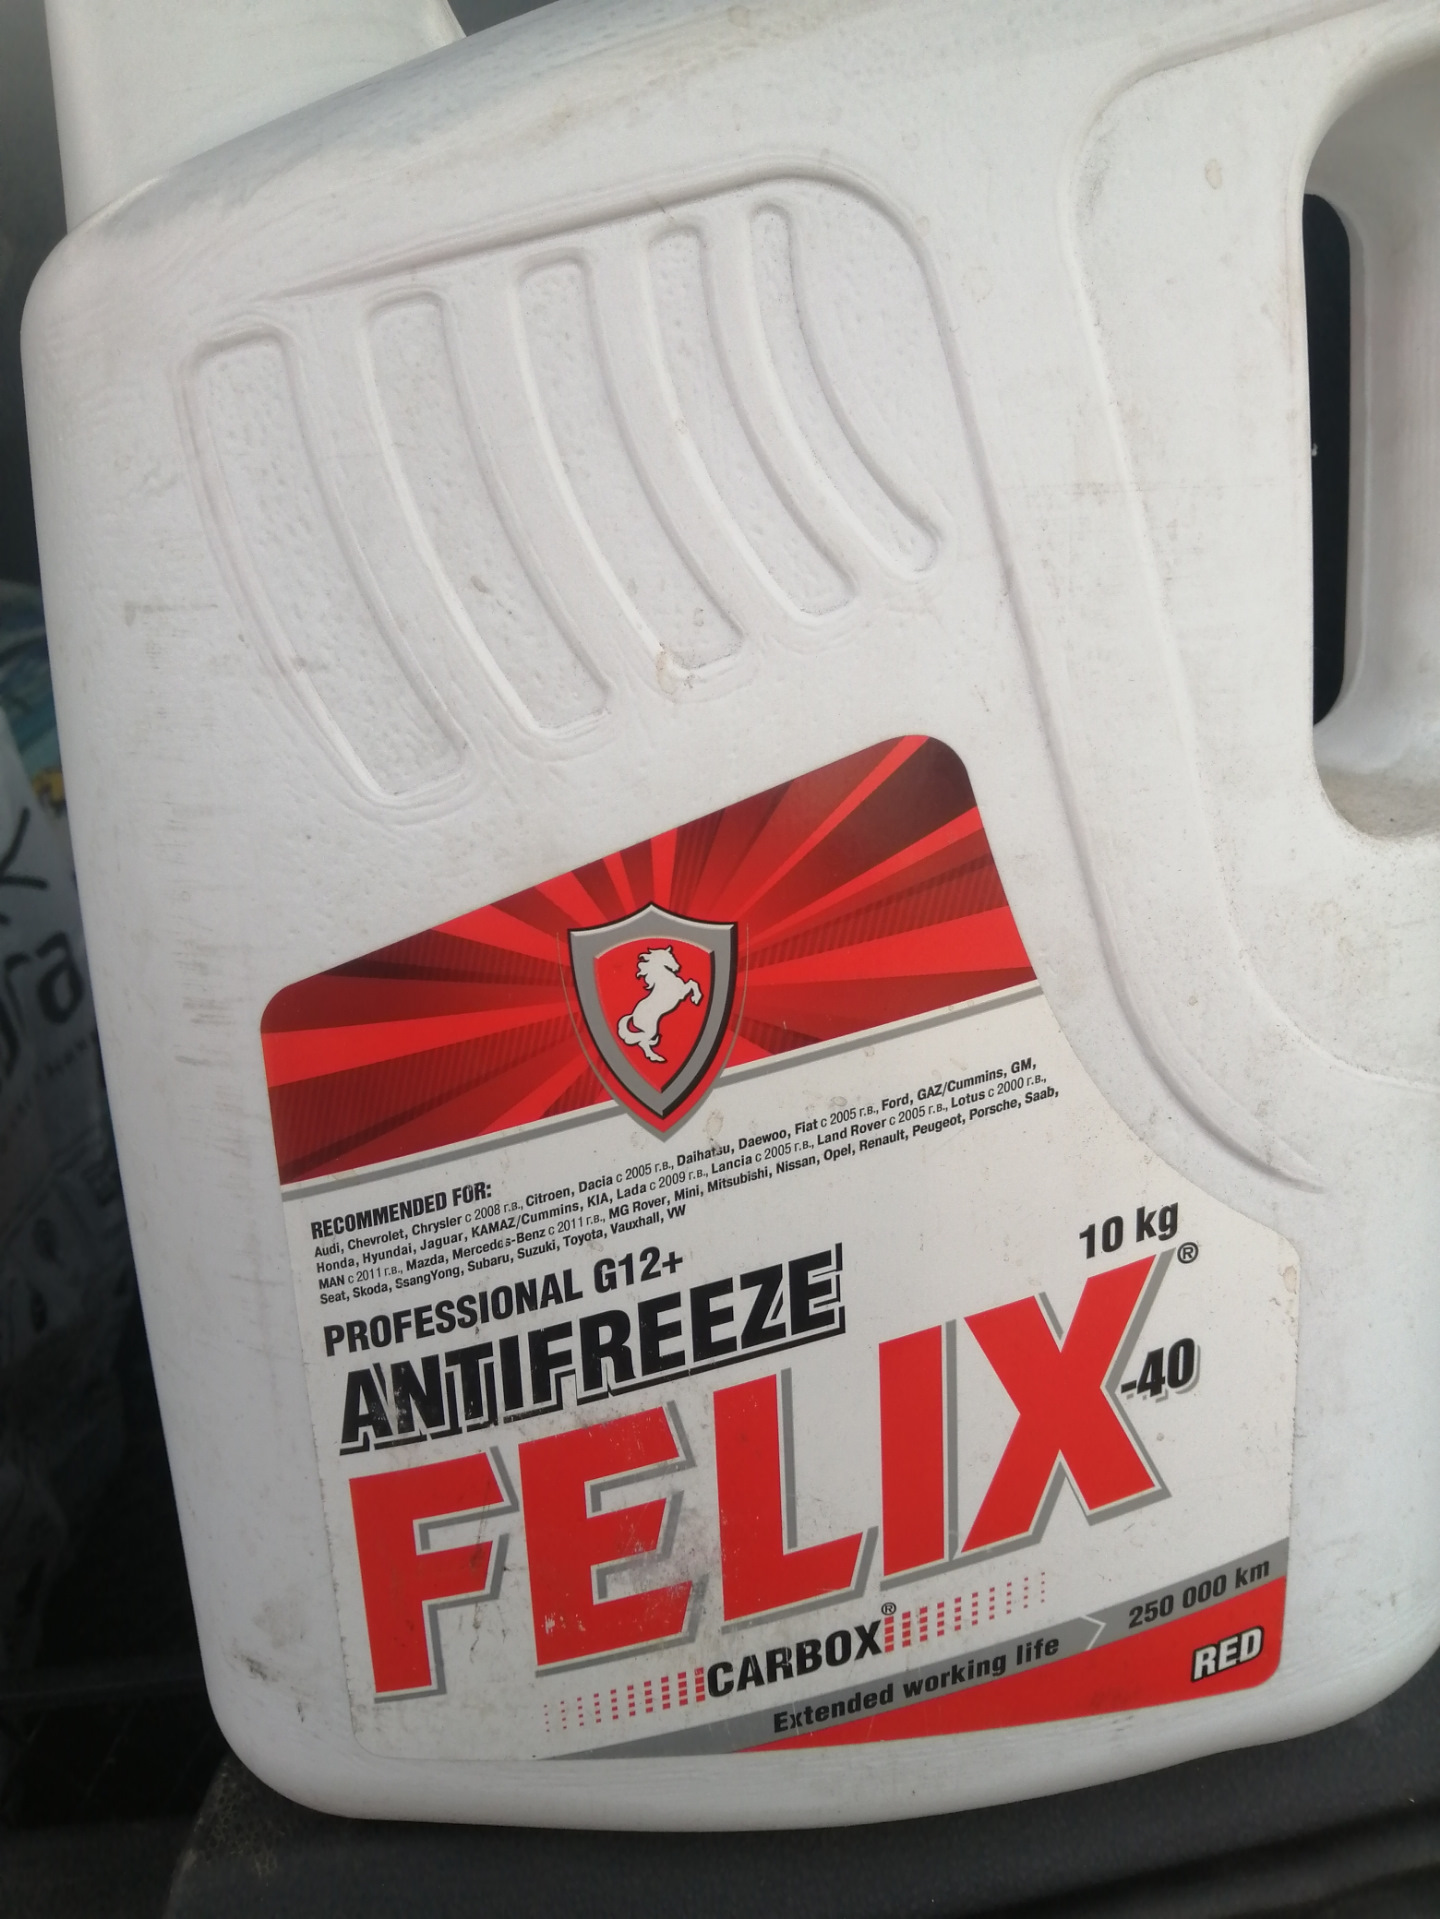 RECOMMENDED FOR:
Audi, Chevrolet, Chrysler с 2008 г.в., Citroen, Dacia с 2005 г.в., Daihatsu, Daewoo, Fiat с 2005 г.в., Ford, GAZ/Cummins, GM,
Honda, Hyundai, Jaguar, KAMAZ/Cummins, KIA, Lada с 2009 г.в., Lancia с 2005 г.в., Land Rover с 2005 г.в., Lotus с 2000 г.в.,
MAN с 2011 г.в., Mazda, Mercedes-Benz с 2011 г.в., MG Rover, Mini, Mitsubishi, Nissan, Opel, Renault, Peugeot, Porsche, Saab,
Seat, Skoda, SsangYong, Subaru, Suzuki, Toyota, Vauxhall, VW
10 kg
PROFESSIONAL G12+
ANTIFREEZE
FELIX®
-40
CARBOX®
Extended working life 250 000 km
RED